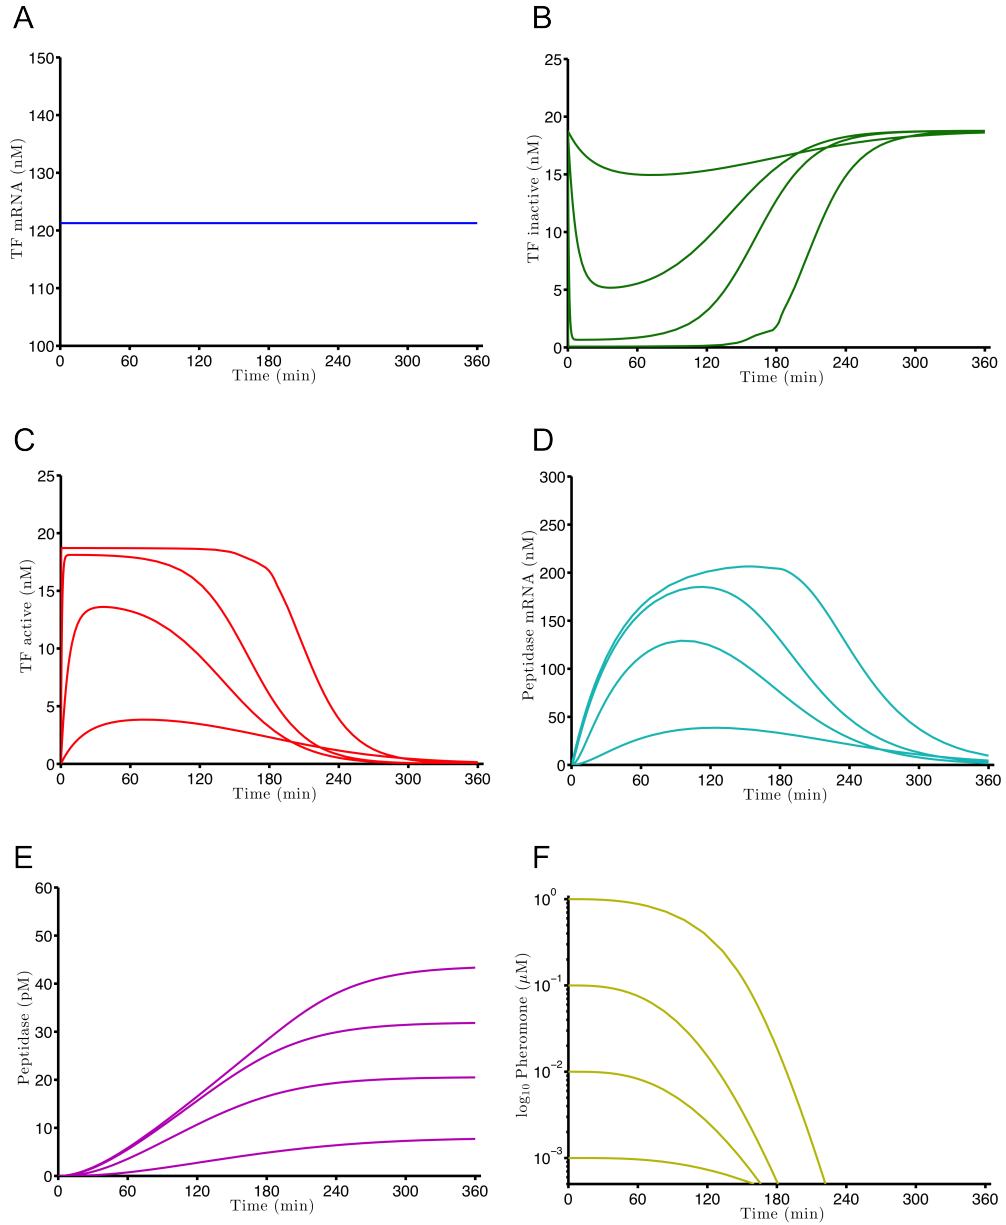 A
150
140
130
120
110
100
TF mRNA (nM)
0 60 120 180 240 300 360
Time (min)
B
25
20
15
10
5
0
TF inactive (nM)
0 60 120 180 240 300 360
Time (min)
C
25
20
15
10
5
0
TF active (nM)
0 60 120 180 240 300 360
Time (min)
D
300
250
200
150
100
50
0
Peptidase mRNA (nM)
0 60 120 180 240 300 360
Time (min)
E
60
50
40
30
20
10
0
Peptidase (pM)
0 60 120 180 240 300 360
Time (min)
F
10⁰
10⁻¹
10⁻²
10⁻³
log₁₀ Pheromone (μM)
0 60 120 180 240 300 360
Time (min)